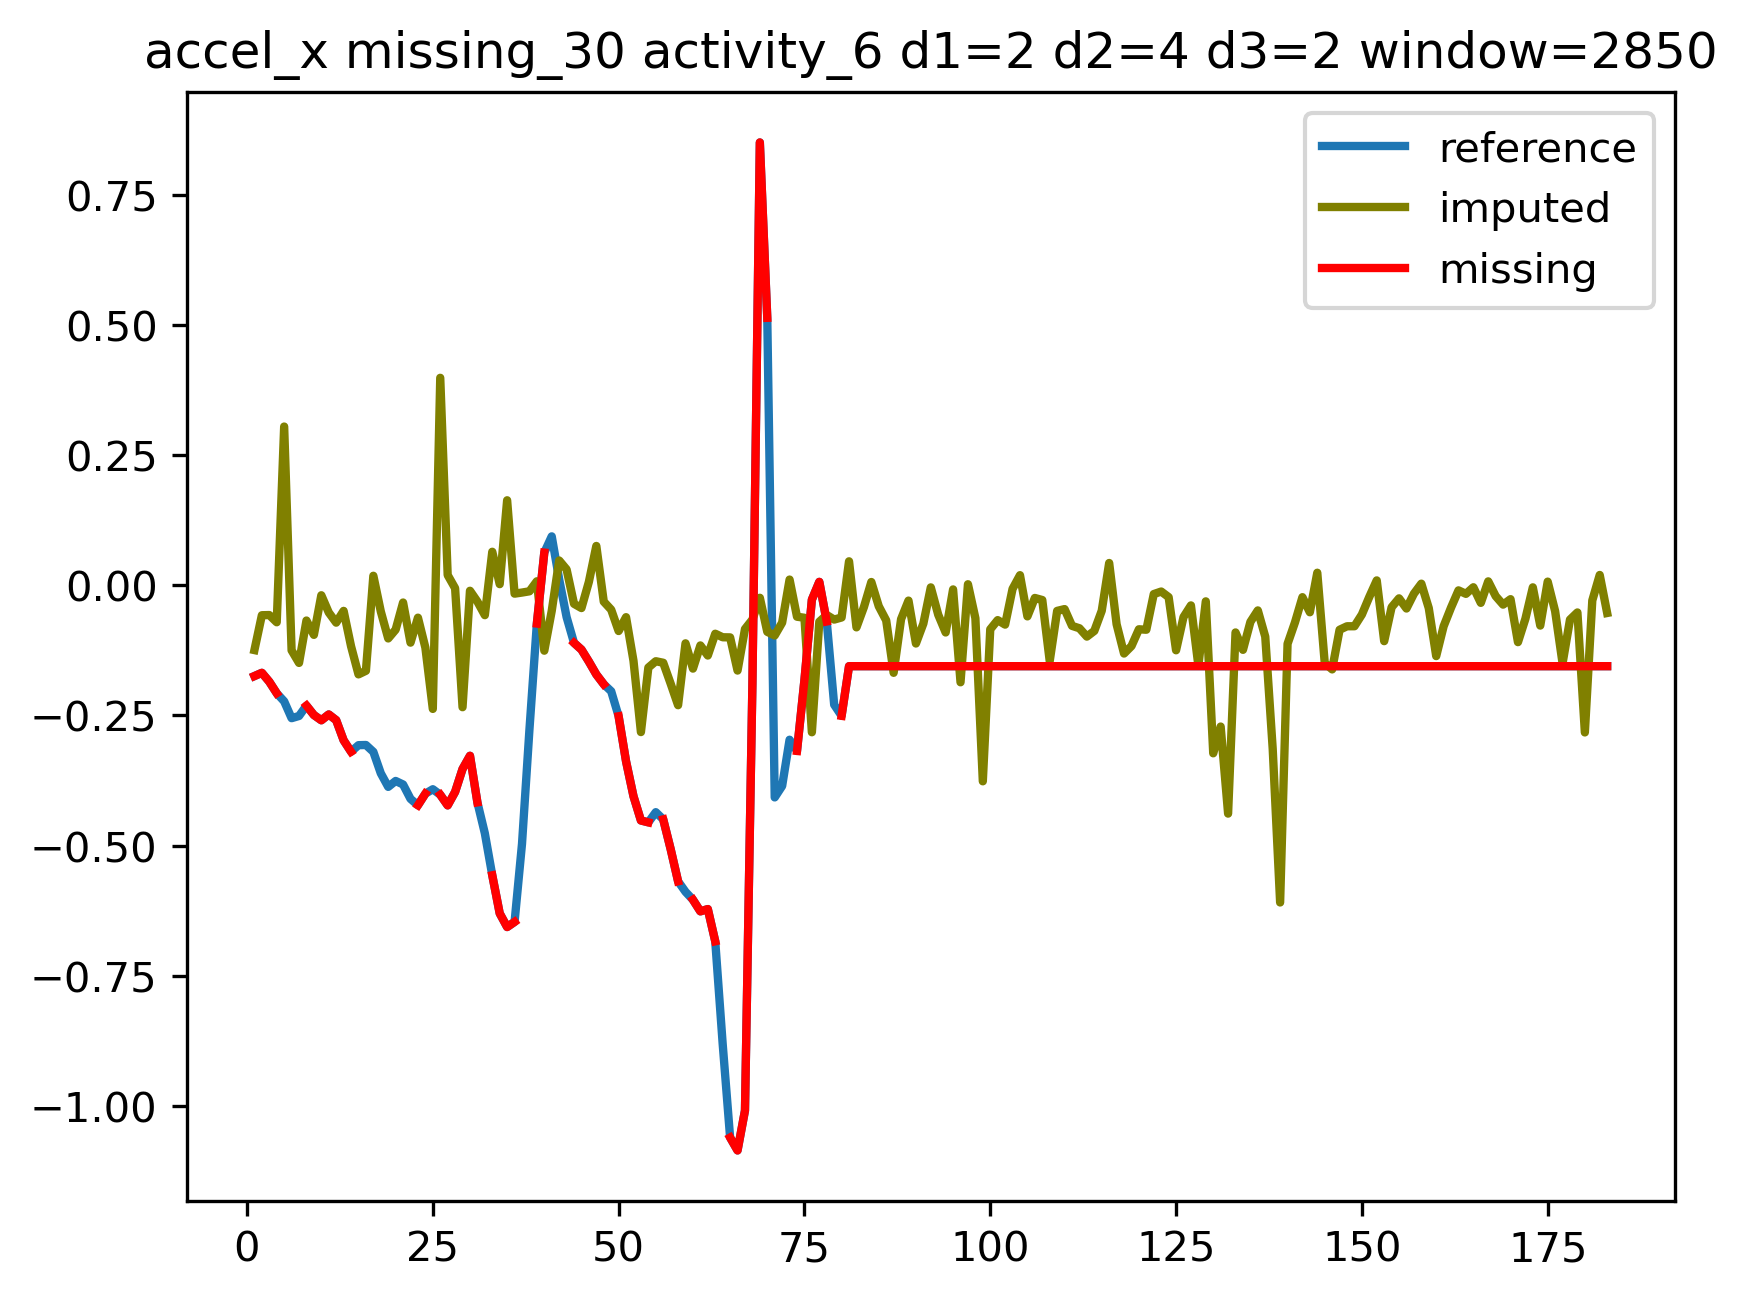 accel_x missing_30 activity_6 d1=2 d2=4 d3=2 window=2850
reference
imputed
missing
0.75
0.50
0.25
0.00
−0.25
−0.50
−0.75
−1.00
0 25 50 75 100 125 150 175